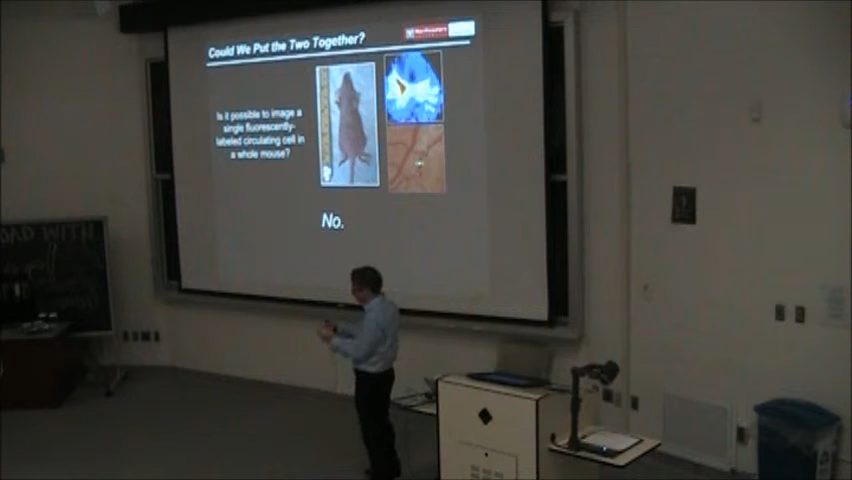 Could We Put the Two Together?
Northeastern
Is it possible to image a
single fluorescently-
labeled circulating cell in
a whole mouse?
No.